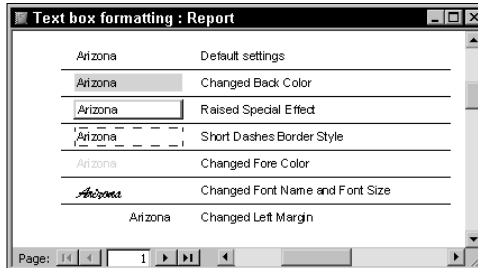 Text box formatting : Report
Arizona Default settings
Arizona Changed Back Color
Arizona Raised Special Effect
Arizona Short Dashes Border Style
Arizona Changed Fore Color
Arizona Changed Font Name and Font Size
Arizona Changed Left Margin
Page: 1